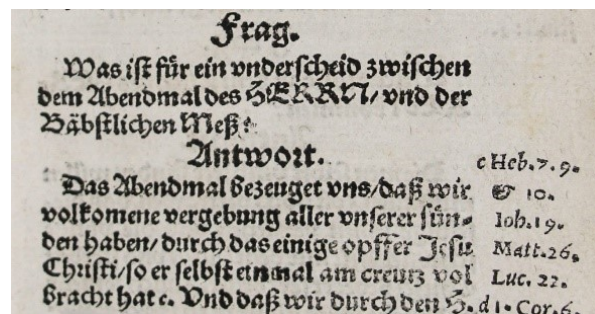 Frag.
Was ist für ein vnderscheid zwischen
dem Abendmal des HERRN/ vnd der
Bäbstlichen Meß?
Antwort.
Das Abendmal bezeuget vns/ daß wir
volkomene vergebung aller vnserer sün-
den haben/ durch das einige opffer Jesu
Christi/ so er selbst einmal am creutz vol
bracht hat c. Vnd daß wir durch den H.
c Heb. 7. 9.
& 10.
Ioh. 19.
Matt. 26.
Luc. 22.
d 1. Cor. 6.